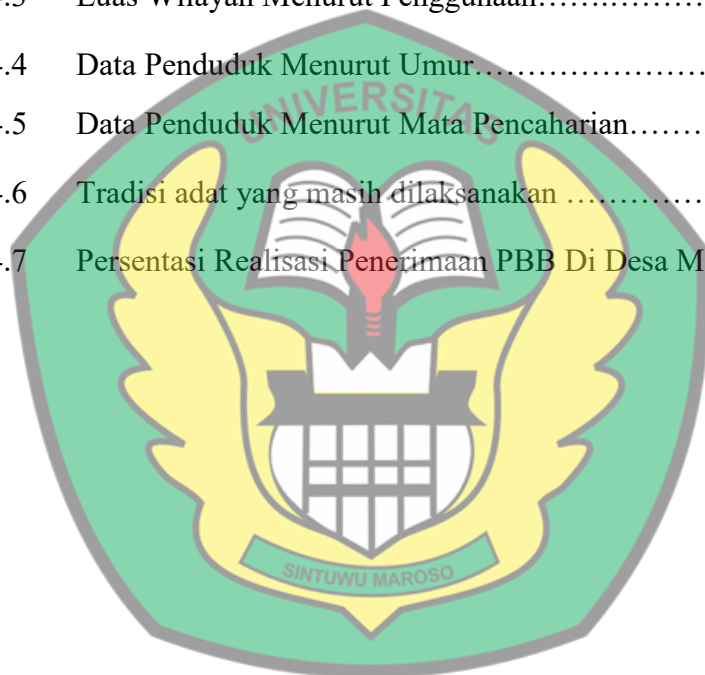 .3 Luas Wilayah Menurut Penggunaan…….…………
.4 Data Penduduk Menurut Umur…………………
.5 Data Penduduk Menurut Mata Pencaharian……
.6 Tradisi adat yang masih dilaksanakan ……………
.7 Persentasi Realisasi Penerimaan PBB Di Desa M
UNIVERSITAS
SINTUWU MAROSO